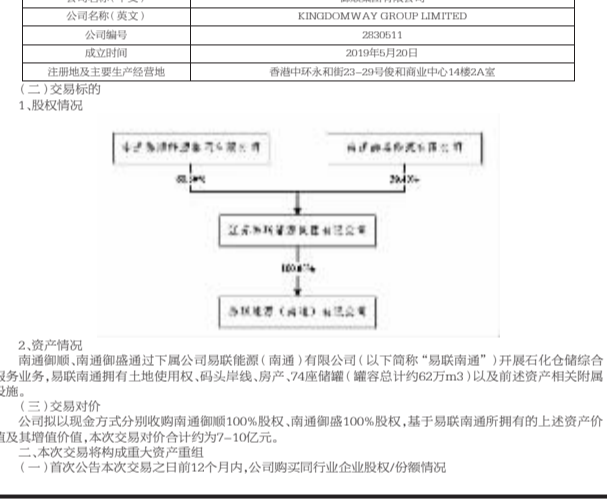 公司名称(英文) KINGDOMWAY GROUP LIMITED
公司编号 2830511
成立时间 2019年5月20日
注册地及主要生产经营地 香港中环永和街23-29号俊和商业中心14楼2A室
(二)交易标的
1、股权情况
有限公司
2、资产情况
南通御顺、南通御盛通过下属公司易联能源(南通)有限公司(以下简称“易联南通”)开展石化仓储综合
服务业务,易联南通拥有土地使用权、码头岸线、房产、74座储罐(罐容总计约62万m3)以及前述资产相关附属
设施。
(三)交易对价
公司拟以现金方式分别收购南通御顺100%股权、南通御盛100%股权,基于易联南通所拥有的上述资产价
值及其增值价值,本次交易对价合计约为7-10亿元。
二、本次交易将构成重大资产重组
(一)首次公告本次交易之日前12个月内,公司购买同行业企业股权/份额情况